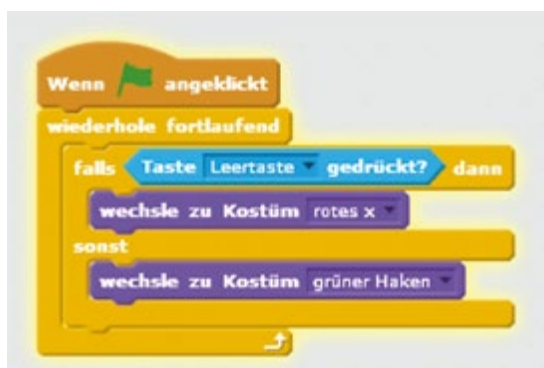 Wenn angeklickt
wiederhole fortlaufend
falls Taste Leertaste gedrückt? dann
wechsle zu Kostüm rotes x
sonst
wechsle zu Kostüm grüner Haken